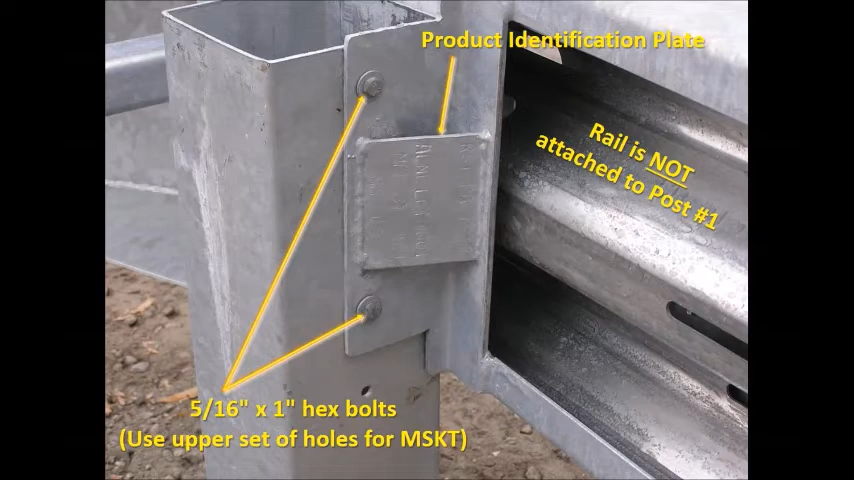 Product Identification Plate
Rail is NOT
attached to Post #1
5/16" x 1" hex bolts
(Use upper set of holes for MSKT)